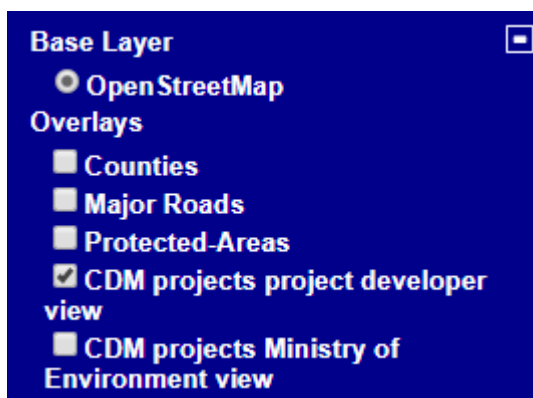 Base Layer
OpenStreetMap
Overlays
Counties
Major Roads
Protected-Areas
CDM projects project developer
view
CDM projects Ministry of
Environment view